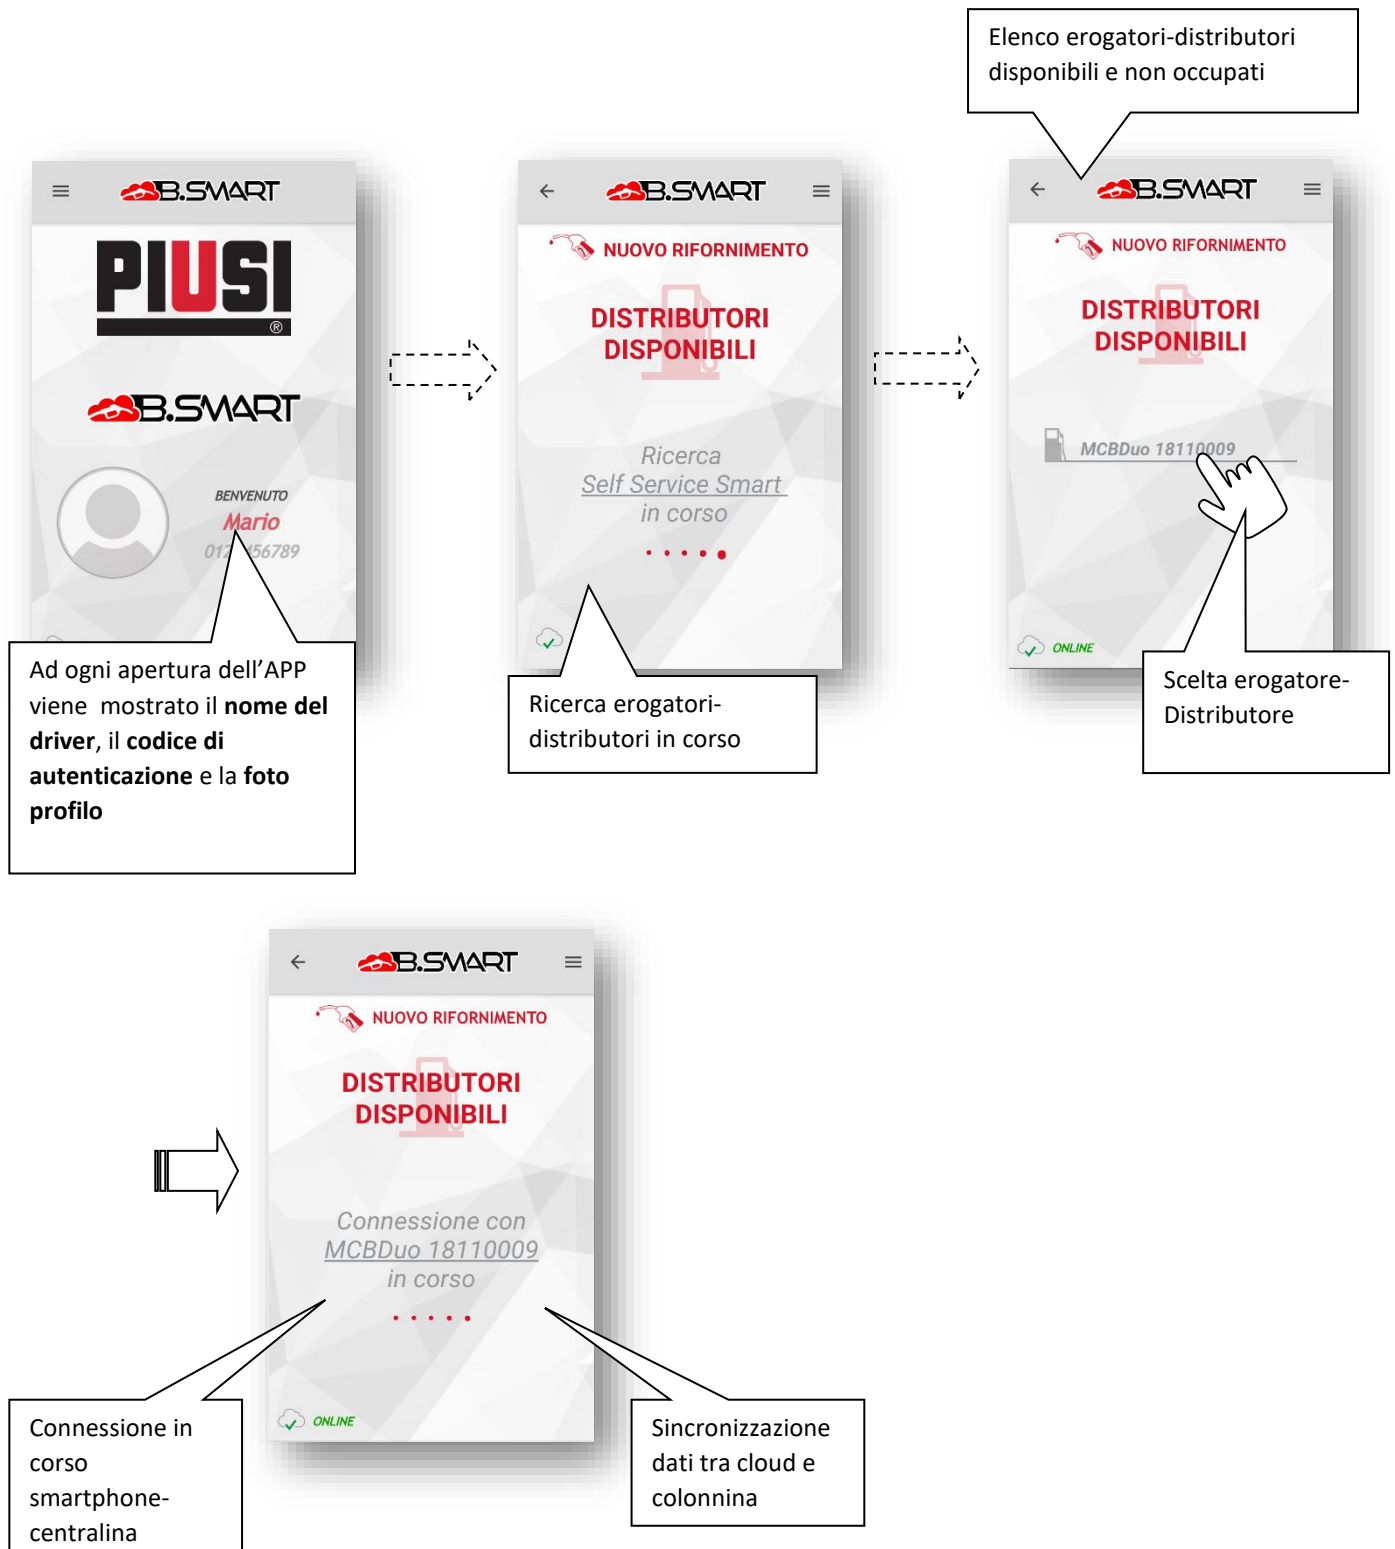 Elenco erogatori-distributori
disponibili e non occupati
B.SMART
PIUSI
®
B.SMART
BENVENUTO
Mario
Ad ogni apertura dell’APP
viene  mostrato il nome del
driver, il codice di
autenticazione e la foto
profilo
B.SMART
NUOVO RIFORNIMENTO
DISTRIBUTORI
DISPONIBILI
Ricerca
Self Service Smart
in corso
Ricerca erogatori-
distributori in corso
B.SMART
NUOVO RIFORNIMENTO
DISTRIBUTORI
DISPONIBILI
MCBDuo 18110009
ONLINE
Scelta erogatore-
Distributore
B.SMART
NUOVO RIFORNIMENTO
DISTRIBUTORI
DISPONIBILI
Connessione con
MCBDuo 18110009
in corso
ONLINE
Connessione in
corso
smartphone-
centralina
Sincronizzazione
dati tra cloud e
colonnina